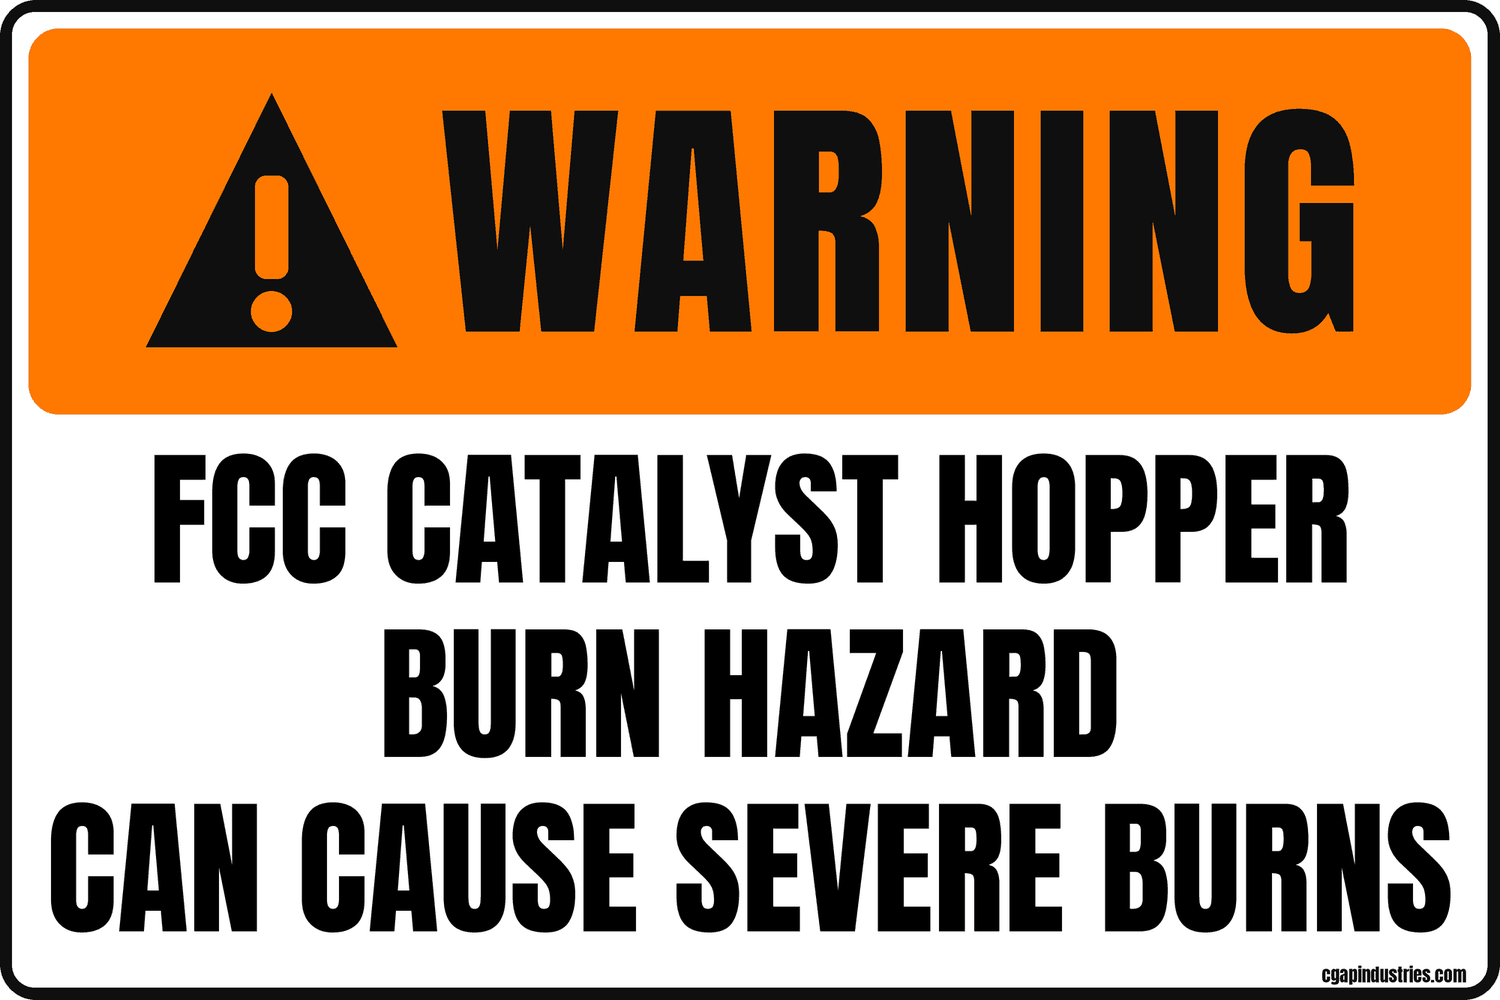 WARNING
FCC CATALYST HOPPER
BURN HAZARD
CAN CAUSE SEVERE BURNS
cgapindustries.com